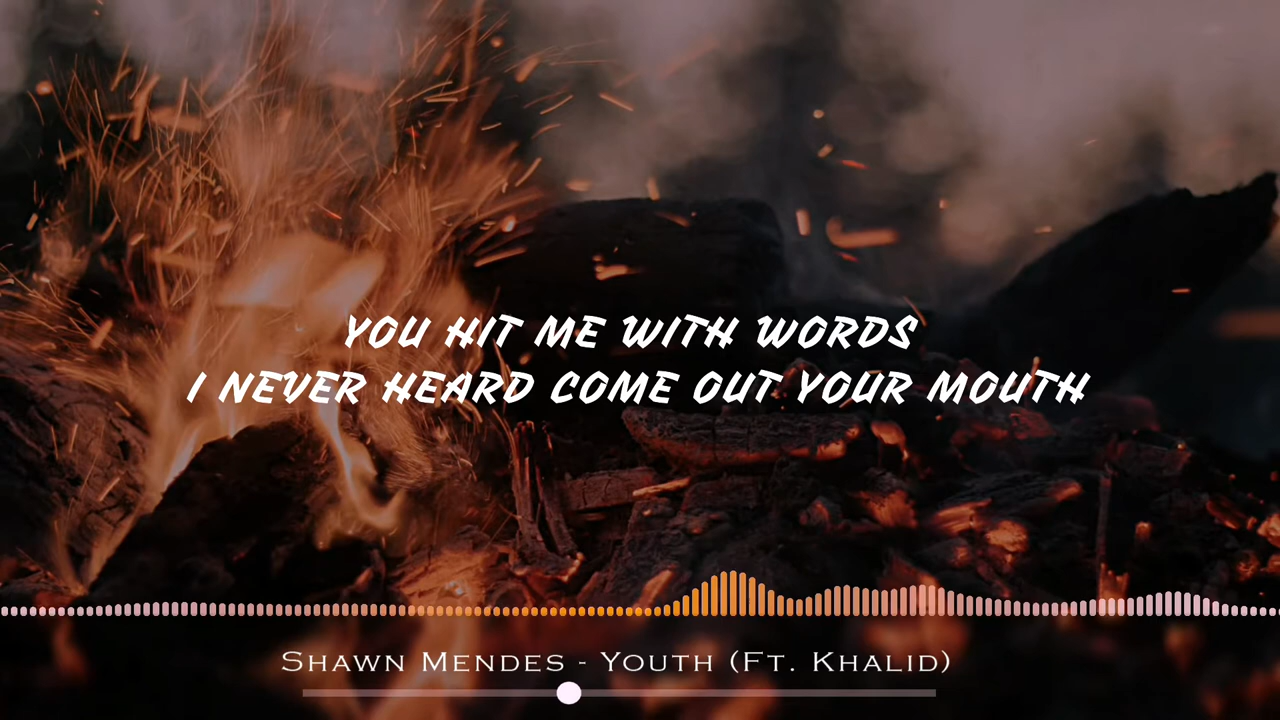 YOU HIT ME WITH WORDS
I NEVER HEARD COME OUT YOUR MOUTH
Shawn Mendes - Youth (Ft. Khalid)